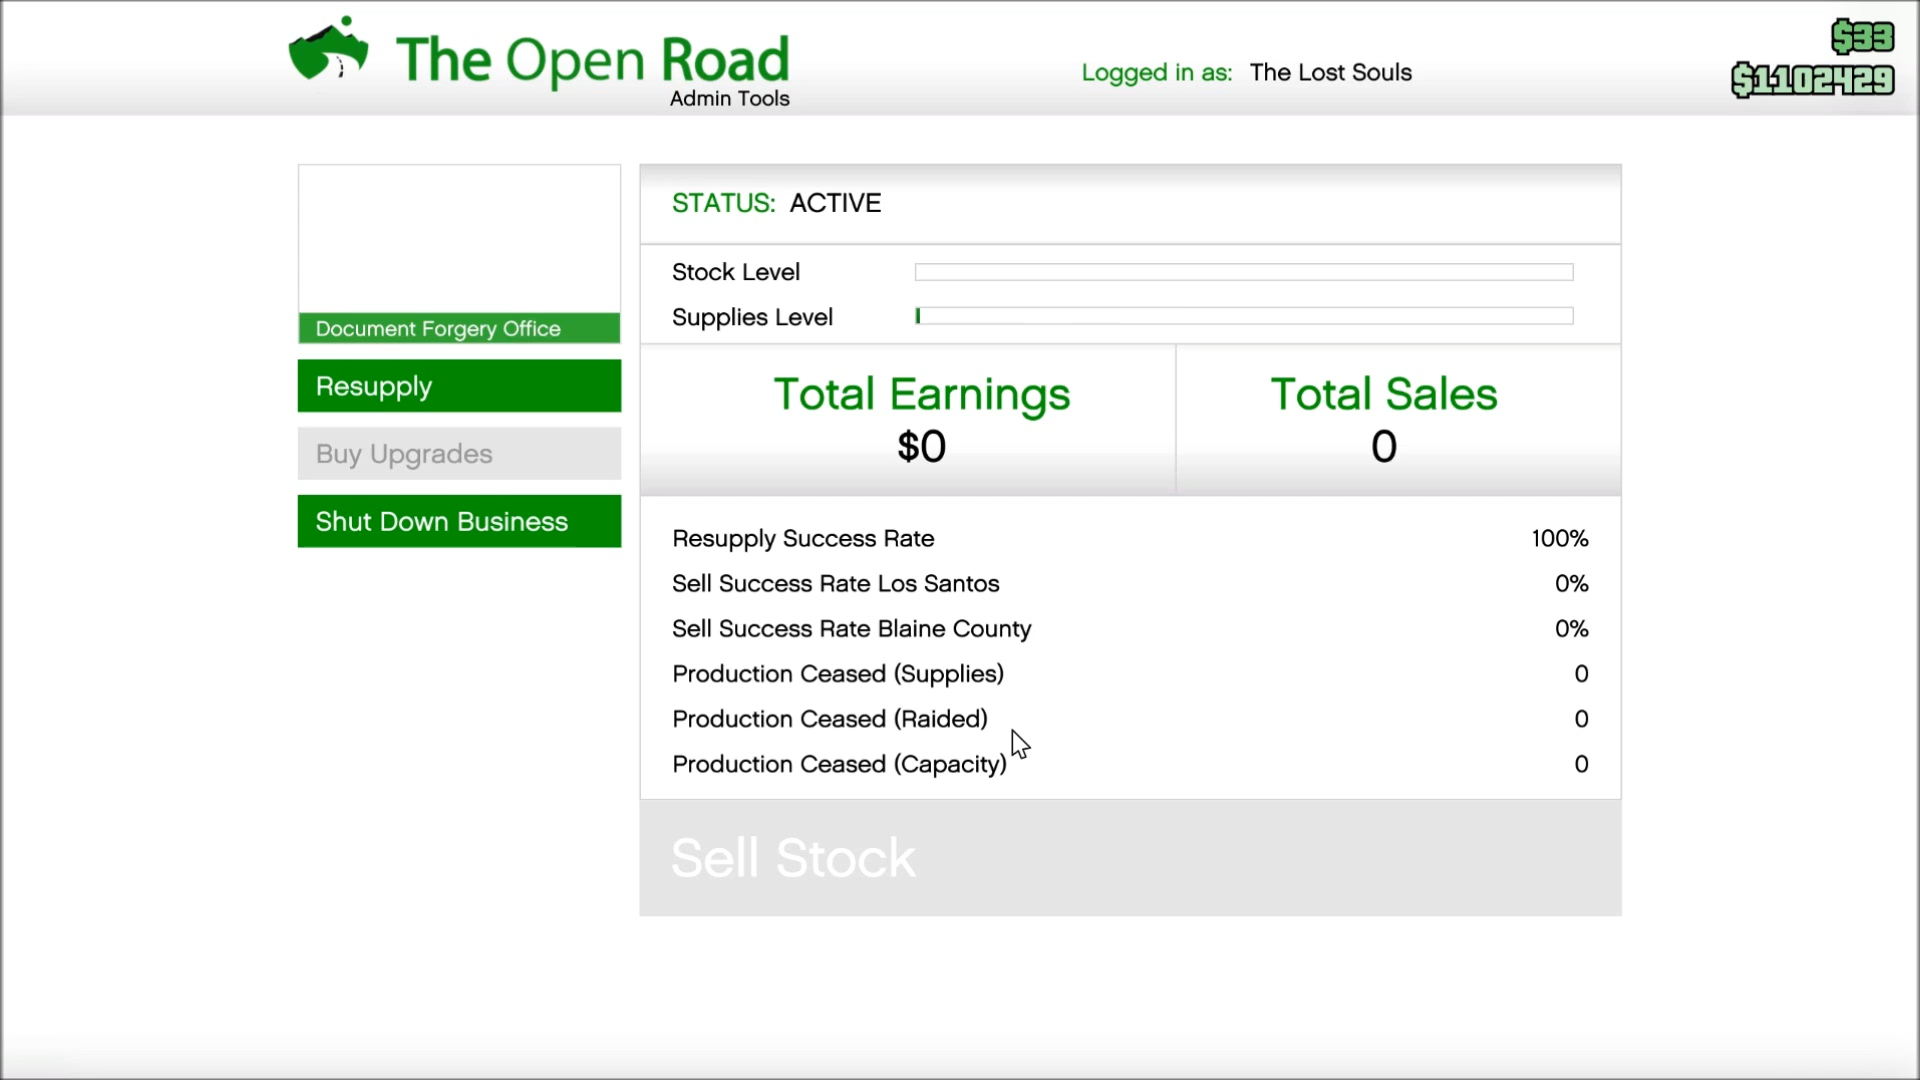 The Open Road
Admin Tools
Logged in as: The Lost Souls
$33
$1102429
Document Forgery Office
Resupply
Buy Upgrades
Shut Down Business
STATUS: ACTIVE
Stock Level
Supplies Level
Total Earnings
$0
Total Sales
0
Resupply Success Rate 100%
Sell Success Rate Los Santos 0%
Sell Success Rate Blaine County 0%
Production Ceased (Supplies) 0
Production Ceased (Raided) 0
Production Ceased (Capacity) 0
Sell Stock